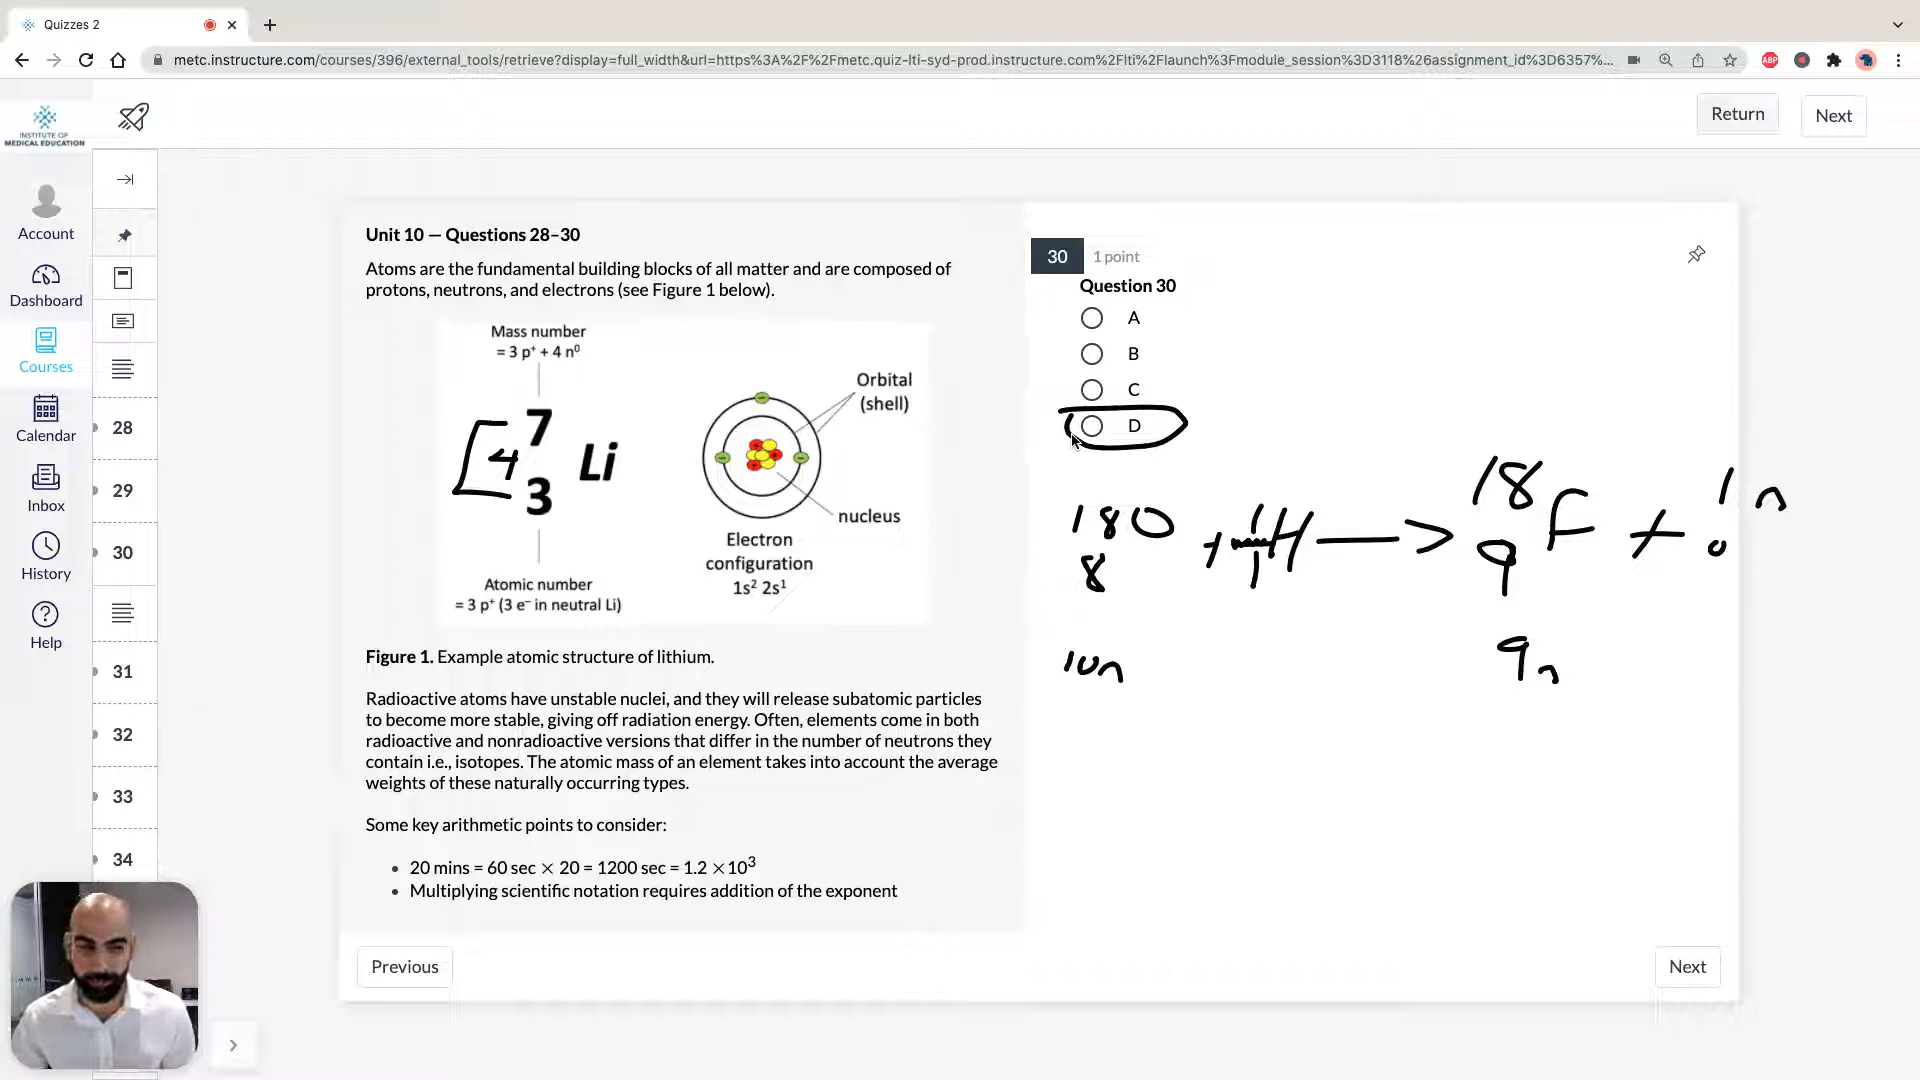 Quizzes 2
metc.instructure.com/courses/396/external_tools/retrieve?display=full_width&url=https%3A%2F%2Fmetc.quiz-lti-syd-prod.instructure.com%2Flti%2Flaunch%3Fmodule_session%3D3118%26assignment_id%3D6357%...
ABP
INSTITUTE OF
MEDICAL EDUCATION
Return
Next
Account
Dashboard
Courses
Calendar
Inbox
History
Help
28
29
30
31
32
33
34
Unit 10 — Questions 28–30
Atoms are the fundamental building blocks of all matter and are composed of
protons, neutrons, and electrons (see Figure 1 below).
Mass number
= 3 p⁺ + 4 n⁰
4
7
3
Li
Atomic number
= 3 p⁺ (3 e⁻ in neutral Li)
Orbital
(shell)
nucleus
Electron
configuration
1s² 2s¹
Figure 1. Example atomic structure of lithium.
Radioactive atoms have unstable nuclei, and they will release subatomic particles
to become more stable, giving off radiation energy. Often, elements come in both
radioactive and nonradioactive versions that differ in the number of neutrons they
contain i.e., isotopes. The atomic mass of an element takes into account the average
weights of these naturally occurring types.
Some key arithmetic points to consider:
20 mins = 60 sec × 20 = 1200 sec = 1.2 ×10³
Multiplying scientific notation requires addition of the exponent
30
1 point
Question 30
A
B
C
D
18 O
8
+ 1 H
1
18 F
9
+ 1 n
0
10n
9n
Previous
Next